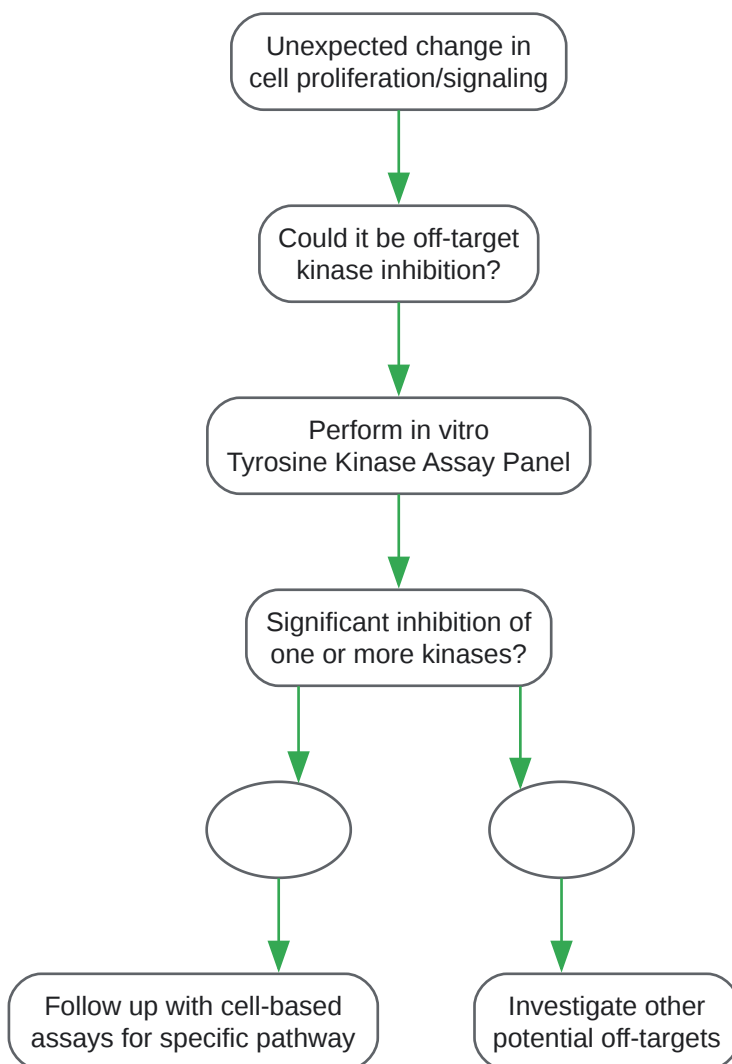 Unexpected change in
cell proliferation/signaling
Could it be off-target
kinase inhibition?
Perform in vitro
Tyrosine Kinase Assay Panel
Significant inhibition of
one or more kinases?
Follow up with cell-based
assays for specific pathway
Investigate other
potential off-targets